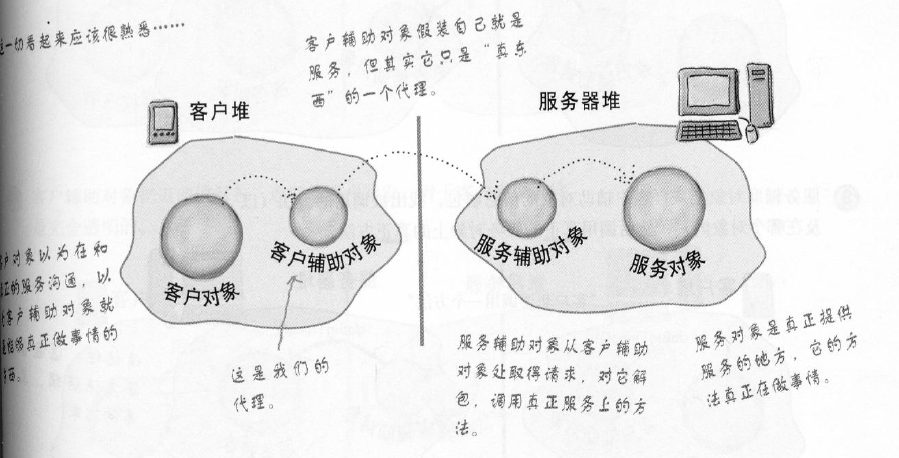 一切看起来应该很熟悉……
客户辅助对象假装自己就是
服务，但其实它只是“真东
西”的一个代理。
客户堆
服务器堆
客户对象
客户辅助对象
服务辅助对象
服务对象
户对象以为在和
正的服务沟通，以
客户辅助对象就
能够真正做事情的
西。
这是我们的
代理。
服务辅助对象从客户辅助
对象处取得请求，对它解
包，调用真正服务上的方
法。
服务对象是真正提供
服务的地方，它的方
法真正在做事情。